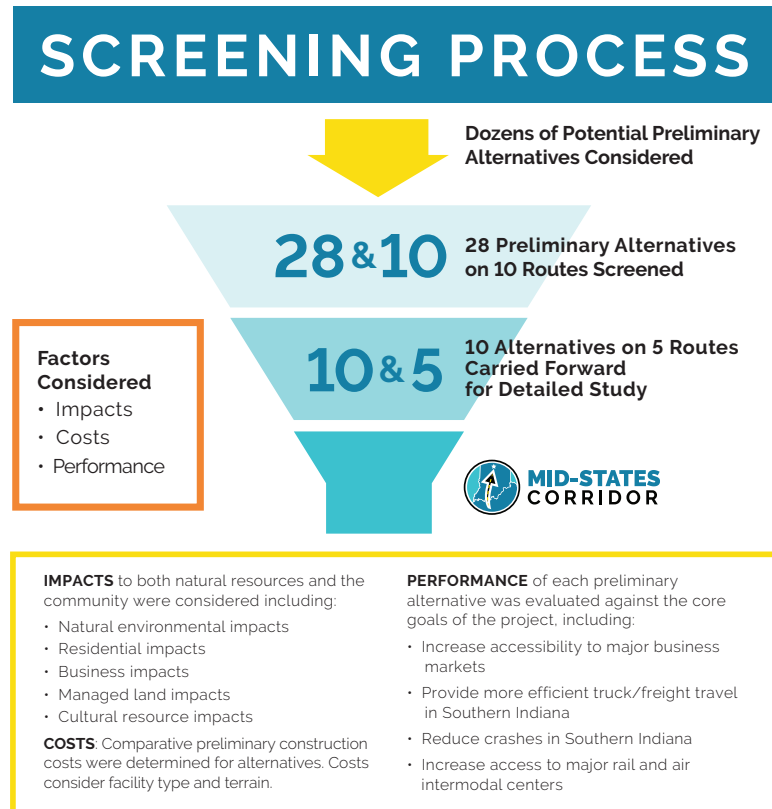 SCREENING PROCESS
Dozens of Potential Preliminary
Alternatives Considered
28 & 10
28 Preliminary Alternatives
on 10 Routes Screened
Factors
Considered
• Impacts
• Costs
• Performance
10 & 5
10 Alternatives on 5 Routes
Carried Forward
for Detailed Study
MID-STATES
CORRIDOR
IMPACTS to both natural resources and the
community were considered including:
• Natural environmental impacts
• Residential impacts
• Business impacts
• Managed land impacts
• Cultural resource impacts
COSTS: Comparative preliminary construction
costs were determined for alternatives. Costs
consider facility type and terrain.
PERFORMANCE of each preliminary
alternative was evaluated against the core
goals of the project, including:
• Increase accessibility to major business
markets
• Provide more efficient truck/freight travel
in Southern Indiana
• Reduce crashes in Southern Indiana
• Increase access to major rail and air
intermodal centers